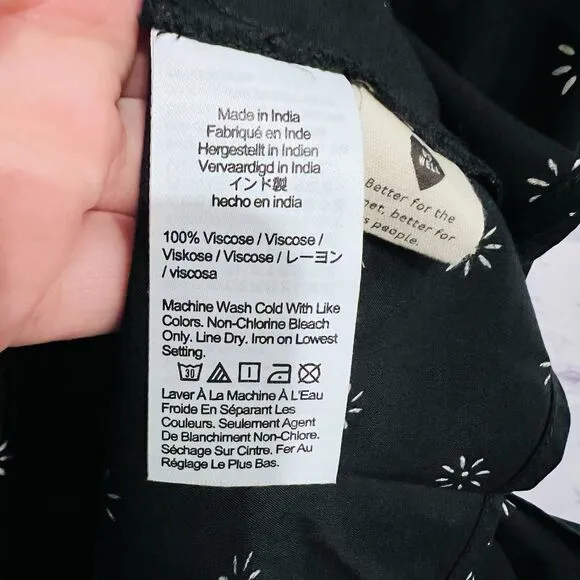 Made in India
Fabriqué en Inde
Hergestellt in Indien
Vervaardigd in India
インド製
hecho en india
100% Viscose / Viscose /
Viskose / Viscose / レーヨン
/ viscosa
Machine Wash Cold With Like
Colors. Non-Chlorine Bleach
Only. Line Dry. Iron on Lowest
Setting.
30
Laver À La Machine À L'Eau
Froide En Séparant Les
Couleurs. Seulement Agent
De Blanchiment Non-Chlore.
Séchage Sur Cintre. Fer Au
Réglage Le Plus Bas.
Better for the
better for
people.